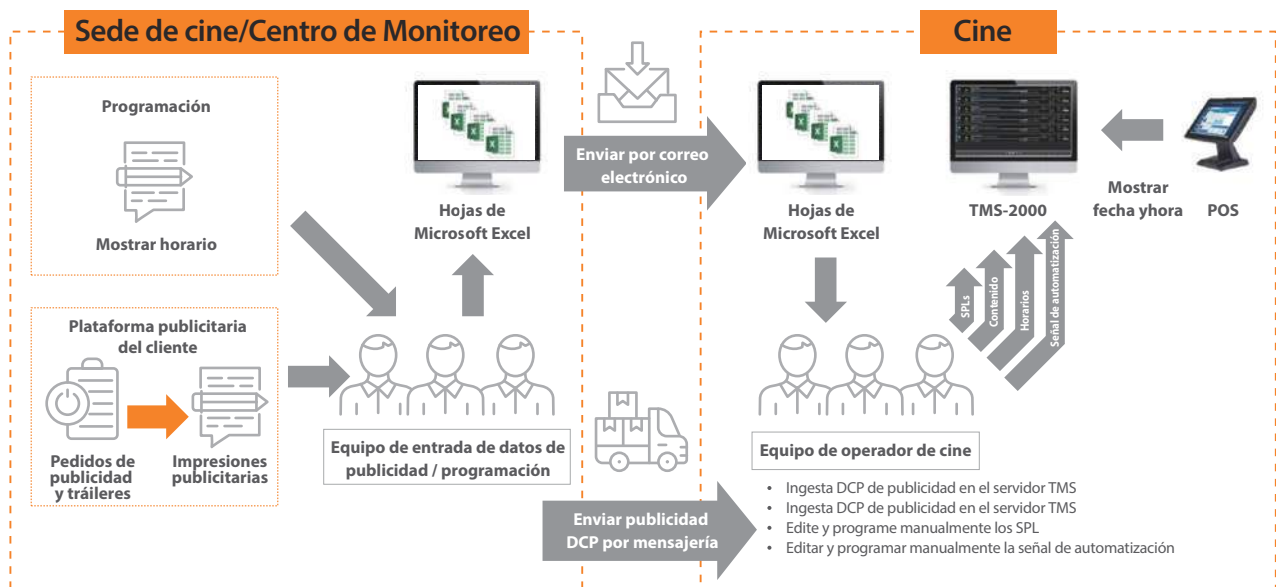 Sede de cine/Centro de Monitoreo
Programación
Mostrar horario
Plataforma publicitaria
del cliente
Pedidos de
publicidad
y tráileres
Impresiones
publicitarias
Hojas de
Microsoft Excel
Equipo de entrada de datos de
publicidad / programación
Enviar por correo
electrónico
Enviar publicidad
DCP por mensajería
Cine
Hojas de
Microsoft Excel
TMS-2000
Mostrar
fecha yhora
POS
SPLs
Contenido
Horarios
Señal de automatización
Equipo de operador de cine
• Ingesta DCP de publicidad en el servidor TMS
• Ingesta DCP de publicidad en el servidor TMS
• Edite y programe manualmente los SPL
• Editar y programar manualmente la señal de automatización